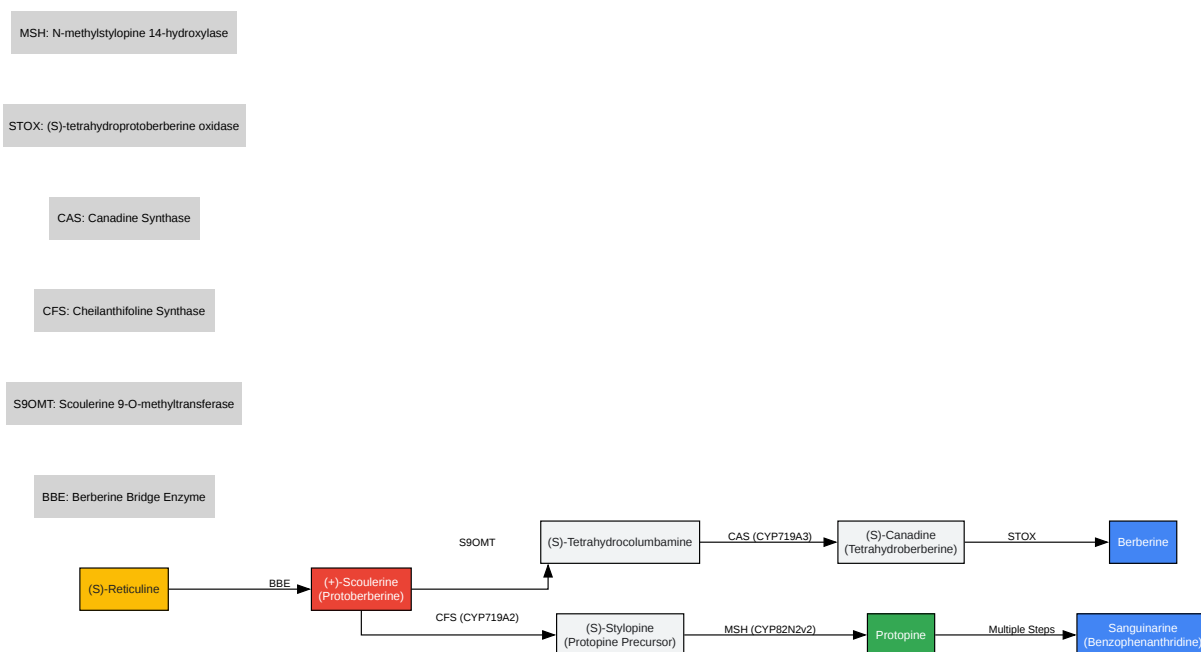 MSH: N-methylstylopine 14-hydroxylase
STOX: (S)-tetrahydroprotoberberine oxidase
CAS: Canadine Synthase
CFS: Cheilanthifoline Synthase
S9OMT: Scoulerine 9-O-methyltransferase
BBE: Berberine Bridge Enzyme
(S)-Reticuline
BBE
(+)-Scoulerine
(Protoberberine)
S9OMT
(S)-Tetrahydrocolumbamine
CAS (CYP719A3)
(S)-Canadine
(Tetrahydroberberine)
STOX
Berberine
CFS (CYP719A2)
(S)-Stylopine
(Protopine Precursor)
MSH (CYP82N2v2)
Protopine
Multiple Steps
Sanguinarine
(Benzophenanthridine)